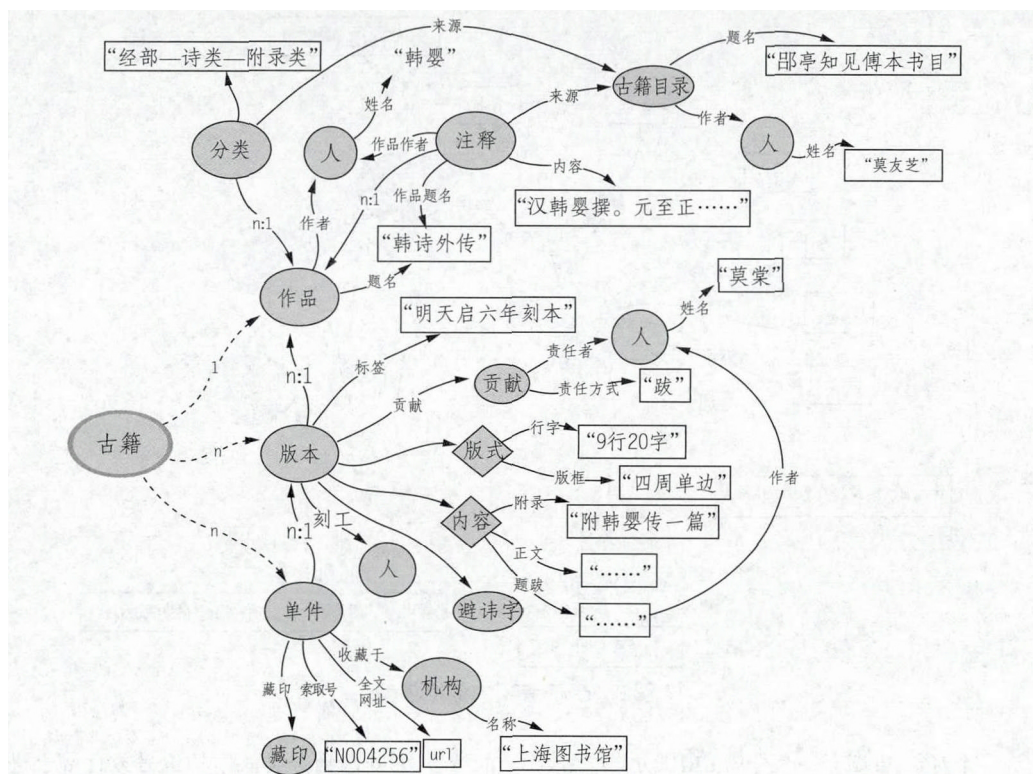 来源
题名
“经部—诗类—附录类”
“韩婴”
“郘亭知见傅本书目”
古籍目录
姓名
来源
作者
分类
人
作品作者
注释
人
姓名
“莫友芝”
内容
n:1
作者
n:1
作品题名
“汉韩婴撰。元至正……”
“韩诗外传”
作品
题名
“莫棠”
“明天启六年刻本”
姓名
人
1
n:1
标签
责任者
贡献
责任方式
“跋”
贡献
古籍
n
版本
版式
行字
“9行20字”
版框
“四周单边”
作者
n
n:1
刻工
内容
附录
“附韩婴传一篇”
人
正文
“……”
题跋
单件
避讳字
“……”
收藏于
机构
藏印
索取号
全文
网址
名称
藏印
“N004256”
url
“上海图书馆”